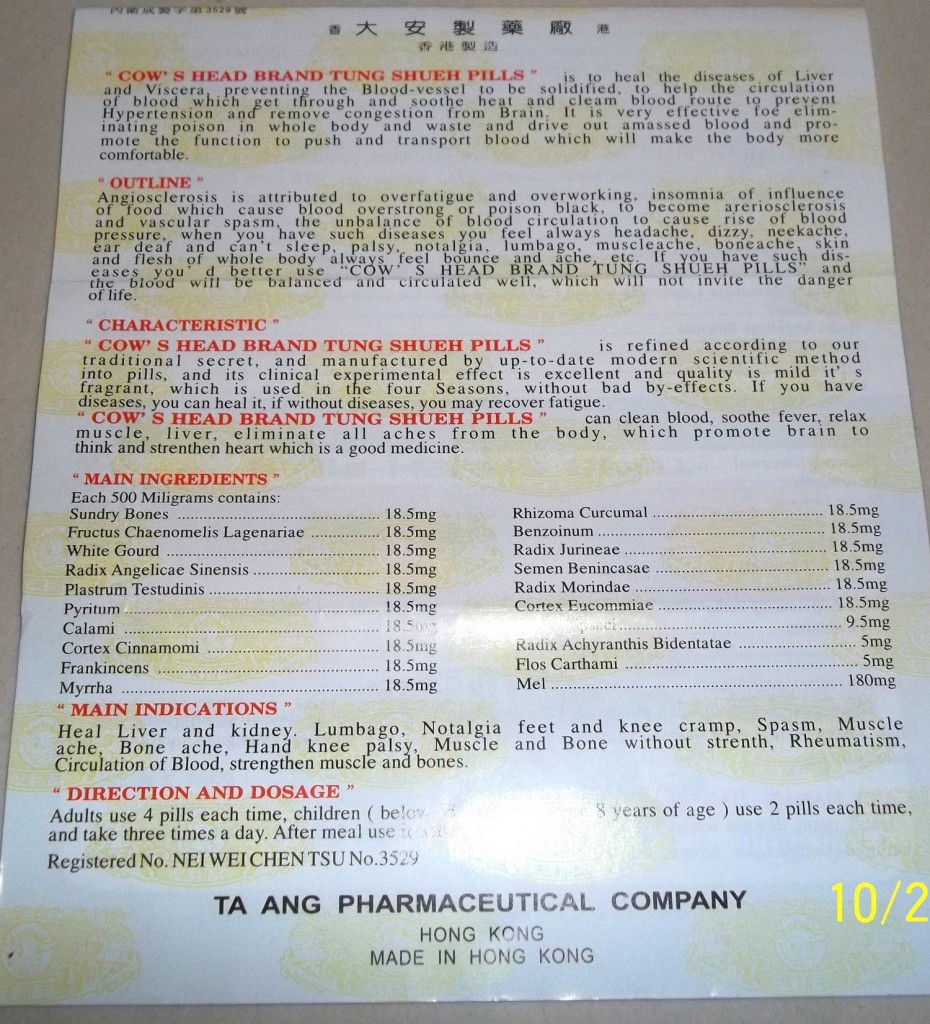 內衛成製字第3529號
香 大安製藥廠 港
香港製造
“ COW’ S HEAD BRAND TUNG SHUEH PILLS ” is to heal the diseases of Liver
and Viscera, preventing the Blood-vessel to be solidified, to help the circulation
of blood which get through and soothe heat and cleam blood route to prevent
Hypertension and remove congestion from Brain. It is very effective foe elim-
inating poison in whole body and waste and drive out amassed blood and pro-
mote the function to push and transport blood which will make the body more
comfortable.
“ OUTLINE ”
Angiosclerosis is attributed to overfatigue and overworking, insomnia of influence
of food which cause blood overstrong or poison black, to become areriosclerosis
and vascular spasm, the unbalance of blood circulation to cause rise of blood
pressure, when you have such diseases you feel always headache, dizzy, neekache,
ear deaf and can't sleep, palsy, notalgia, lumbago, muscleache, boneache, skin
and flesh of whole body always feel bounce and ache, etc. If you have such dis-
eases you’ d better use “COW’ S HEAD BRAND TUNG SHUEH PILLS” and
the blood will be balanced and circulated well, which will not invite the danger
of life.
“ CHARACTERISTIC ”
“ COW’ S HEAD BRAND TUNG SHUEH PILLS ” is refined according to our
traditional secret, and manufactured by up-to-date modern scientific method
into pills, and its clinical experimental effect is excellent and quality is mild it’ s
fragrant, which is used in the four Seasons, without bad by-effects. If you have
diseases, you can heal it, if without diseases, you may recover fatigue.
“ COW’ S HEAD BRAND TUNG SHUEH PILLS ” can clean blood, soothe fever, relax
muscle, liver, eliminate all aches from the body, which promote brain to
think and strenthen heart which is a good medicine.
“ MAIN INGREDIENTS ”
Each 500 Miligrams contains:
Sundry Bones ........ 18.5mg
Fructus Chaenomelis Lagenariae ........ 18.5mg
White Gourd ........ 18.5mg
Radix Angelicae Sinensis ........ 18.5mg
Plastrum Testudinis ........ 18.5mg
Pyritum ........ 18.5mg
Calami ........ 18.5mg
Cortex Cinnamomi ........ 18.5mg
Frankincens ........ 18.5mg
Myrrha ........ 18.5mg
Rhizoma Curcumal ........ 18.5mg
Benzoinum ........ 18.5mg
Radix Jurineae ........ 18.5mg
Semen Benincasae ........ 18.5mg
Radix Morindae ........ 18.5mg
Cortex Eucommiae ........ 18.5mg
........ 9.5mg
Radix Achyranthis Bidentatae ........ 5mg
Flos Carthami ........ 5mg
Mel ........ 180mg
“ MAIN INDICATIONS ”
Heal Liver and kidney. Lumbago, Notalgia feet and knee cramp, Spasm, Muscle
ache, Bone ache, Hand knee palsy, Muscle and Bone without strenth, Rheumatism,
Circulation of Blood, strengthen muscle and bones.
“ DIRECTION AND DOSAGE ”
Adults use 4 pills each time, children ( below 8 years of age ) use 2 pills each time,
and take three times a day. After meal use
Registered No. NEI WEI CHEN TSU No.3529
TA ANG PHARMACEUTICAL COMPANY
HONG KONG
MADE IN HONG KONG
10/2